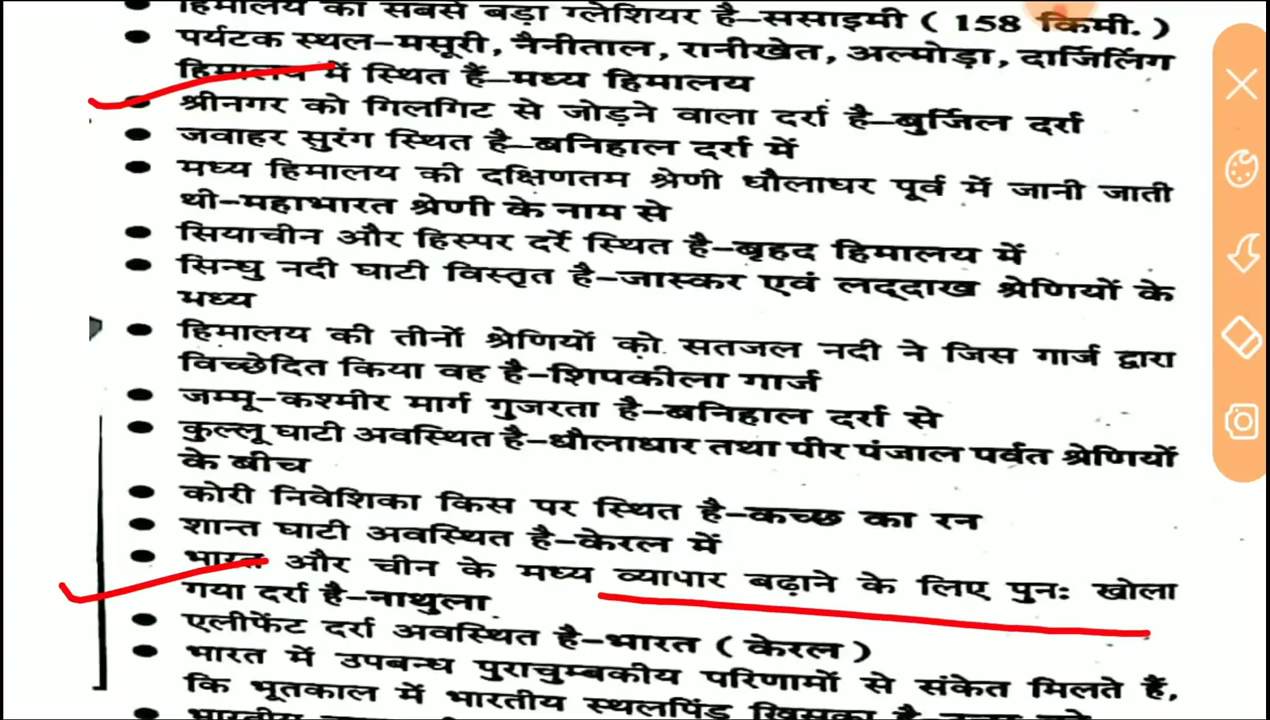 हिमालय का सबसे बड़ा ग्लेशियर है–ससाइमी ( 158 किमी. )
पर्यटक स्थल–मसूरी, नैनीताल, रानीखेत, अल्मोड़ा, दार्जिलिंग
हिमालय में स्थित हैं–मध्य हिमालय
श्रीनगर को गिलगिट से जोड़ने वाला दर्रा है–बुर्जिल दर्रा
जवाहर सुरंग स्थित है–बनिहाल दर्रा में
मध्य हिमालय की दक्षिणतम श्रेणी धौलाधर पूर्व में जानी जाती
थी–महाभारत श्रेणी के नाम से
सियाचीन और हिस्पर दर्रे स्थित है–बृहद हिमालय में
सिन्धु नदी घाटी विस्तृत है–जास्कर एवं लद्दाख श्रेणियों के
मध्य
हिमालय की तीनों श्रेणियों को सतजल नदी ने जिस गार्ज द्वारा
विच्छेदित किया वह है–शिपकीला गार्ज
जम्मू-कश्मीर मार्ग गुजरता है–बनिहाल दर्रा से
कुल्लू घाटी अवस्थित है–धौलाधार तथा पीर पंजाल पर्वत श्रेणियों
के बीच
कोरी निवेशिका किस पर स्थित है–कच्छ का रन
शान्त घाटी अवस्थित है–केरल में
भारत और चीन के मध्य व्यापार बढ़ाने के लिए पुनः खोला
गया दर्रा है–नाथुला
एलीफेंट दर्रा अवस्थित है–भारत ( केरल )
भारत में उपबन्ध पुराचुम्बकीय परिणामों से संकेत मिलते हैं,
कि भूतकाल में भारतीय स्थलपिंड खिसका है–
भारतीय